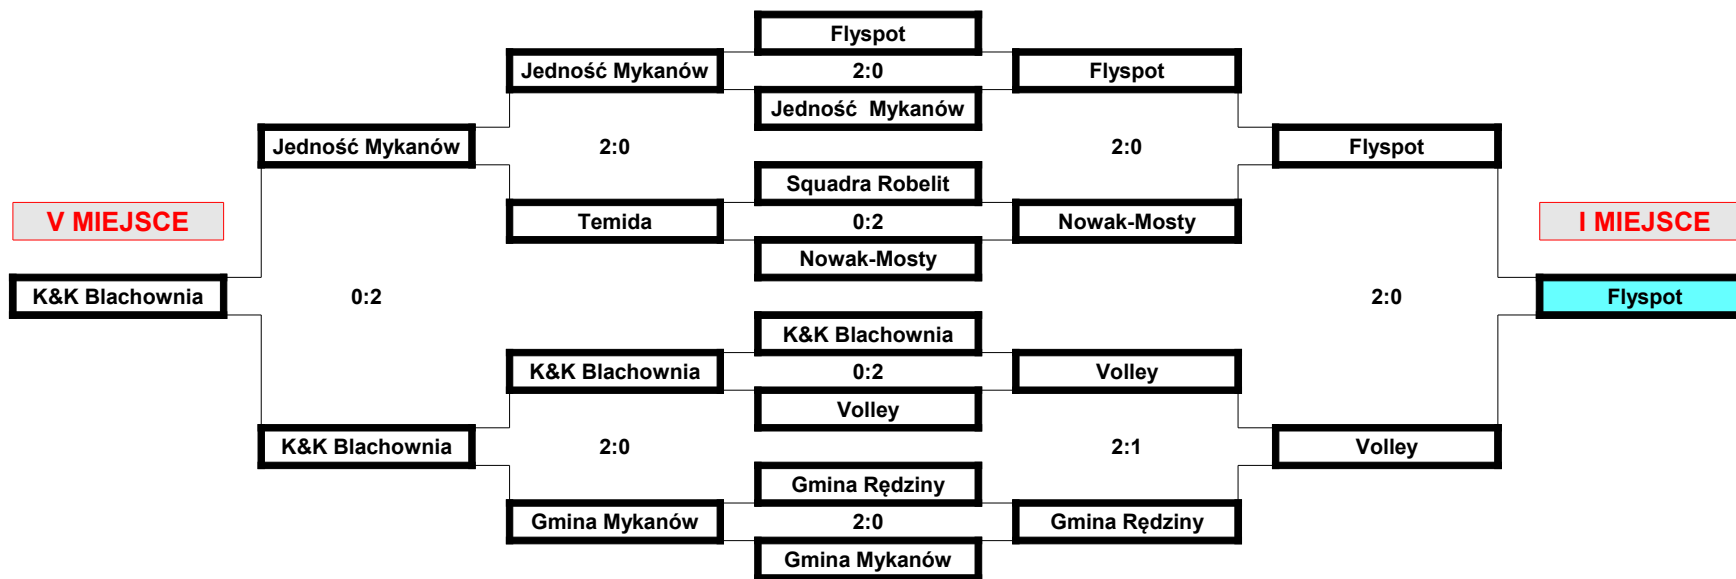 Flyspot
Jedność Mykanów 2:0 Flyspot
Jedność Mykanów
Jedność Mykanów 2:0 2:0 Flyspot
Squadra Robelit
V MIEJSCE Temida 0:2 Nowak-Mosty I MIEJSCE
Nowak-Mosty
K&K Blachownia 0:2 2:0 Flyspot
K&K Blachownia
K&K Blachownia 0:2 Volley
Volley
K&K Blachownia 2:0 2:1 Volley
Gmina Rędziny
Gmina Mykanów 2:0 Gmina Rędziny
Gmina Mykanów